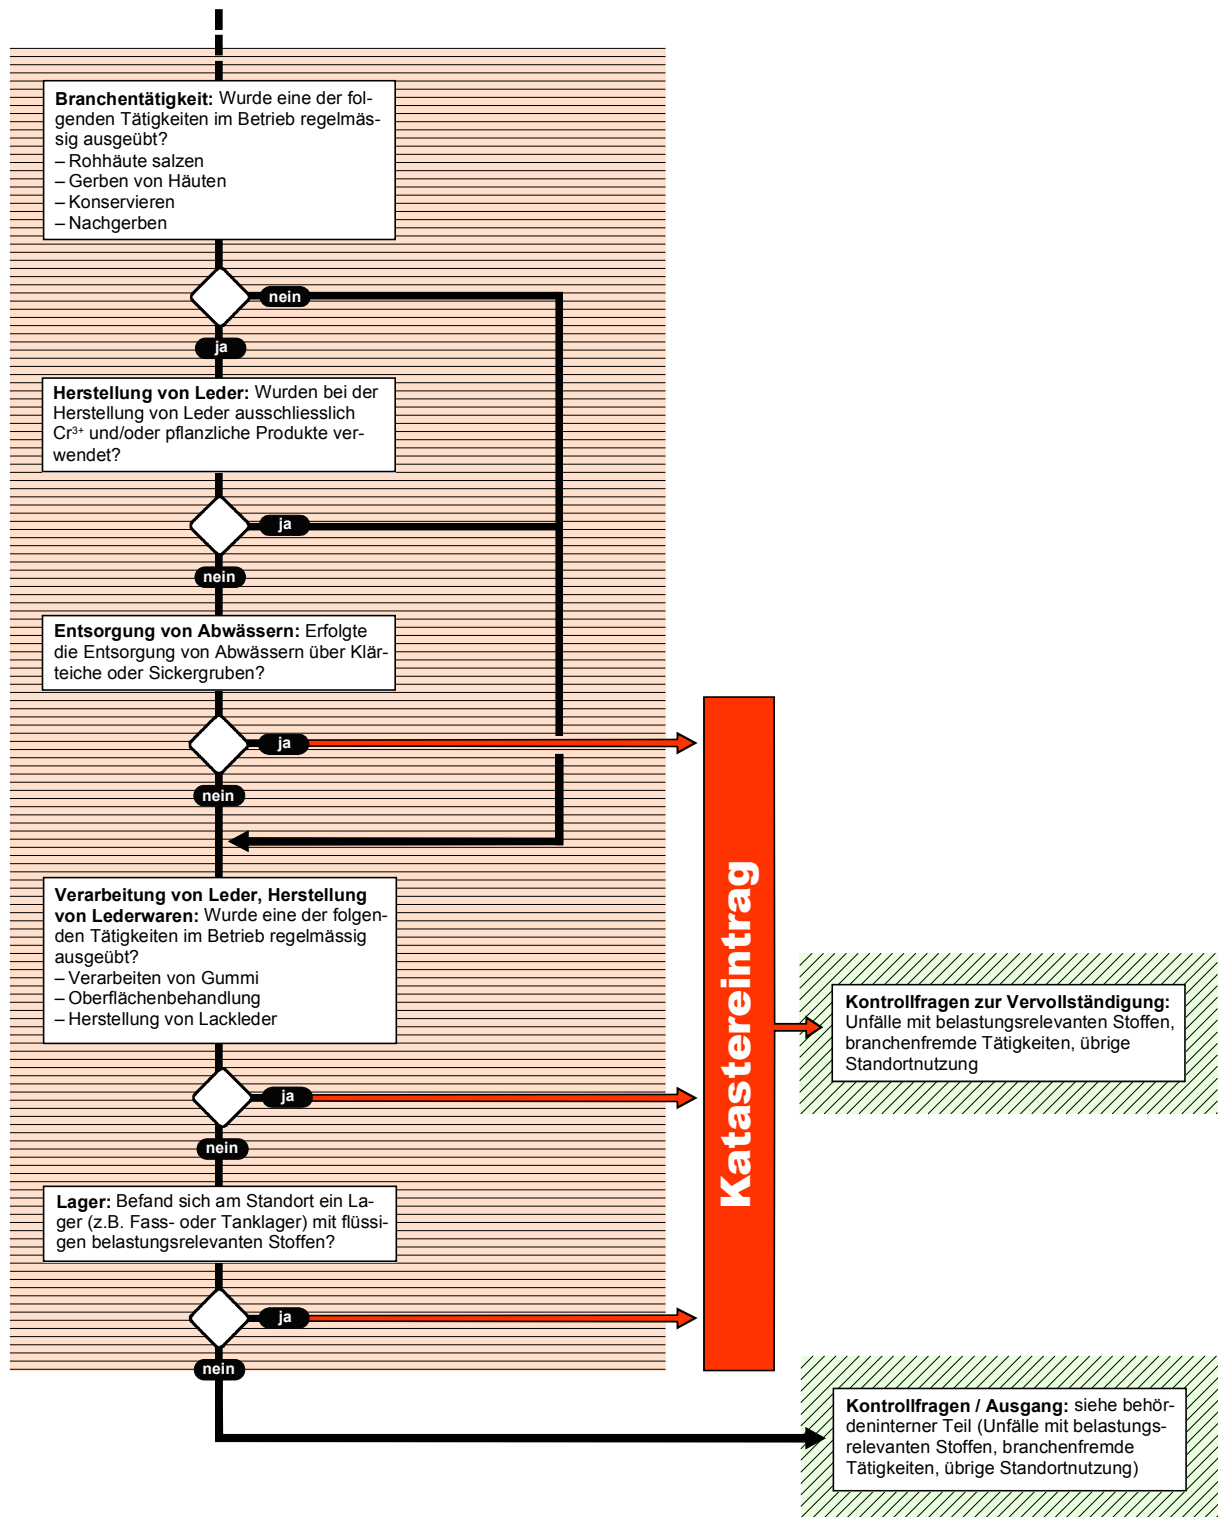 Branchentätigkeit: Wurde eine der fol-
genden Tätigkeiten im Betrieb regelmäs-
sig ausgeübt?
– Rohhäute salzen
– Gerben von Häuten
– Konservieren
– Nachgerben
nein
ja
Herstellung von Leder: Wurden bei der
Herstellung von Leder ausschliesslich
Cr³⁺ und/oder pflanzliche Produkte ver-
wendet?
ja
nein
Entsorgung von Abwässern: Erfolgte
die Entsorgung von Abwässern über Klär-
teiche oder Sickergruben?
ja
nein
Verarbeitung von Leder, Herstellung
von Lederwaren: Wurde eine der folgen-
den Tätigkeiten im Betrieb regelmässig
ausgeübt?
– Verarbeiten von Gummi
– Oberflächenbehandlung
– Herstellung von Lackleder
ja
nein
Lager: Befand sich am Standort ein La-
ger (z.B. Fass- oder Tanklager) mit flüssi-
gen belastungsrelevanten Stoffen?
ja
nein
Katastereintrag
Kontrollfragen zur Vervollständigung:
Unfälle mit belastungsrelevanten Stoffen,
branchenfremde Tätigkeiten, übrige
Standortnutzung
Kontrollfragen / Ausgang: siehe behör-
deninterner Teil (Unfälle mit belastungs-
relevanten Stoffen, branchenfremde
Tätigkeiten, übrige Standortnutzung)